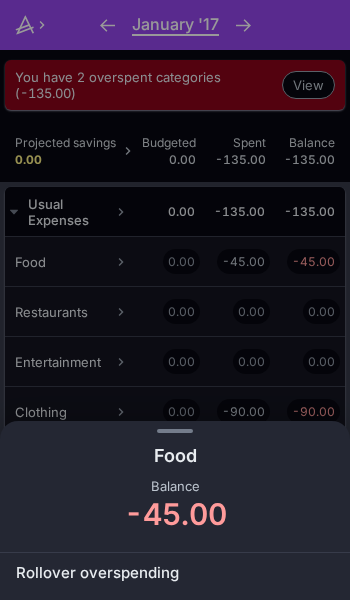 January '17
You have 2 overspent categories
(-135.00)
View
Projected savings Budgeted Spent Balance
0.00 0.00 -135.00 -135.00
Usual
Expenses 0.00 -135.00 -135.00
Food 0.00 -45.00 -45.00
Restaurants 0.00 0.00 0.00
Entertainment 0.00 0.00 0.00
Clothing 0.00 -90.00 -90.00
Food
Balance
-45.00
Rollover overspending